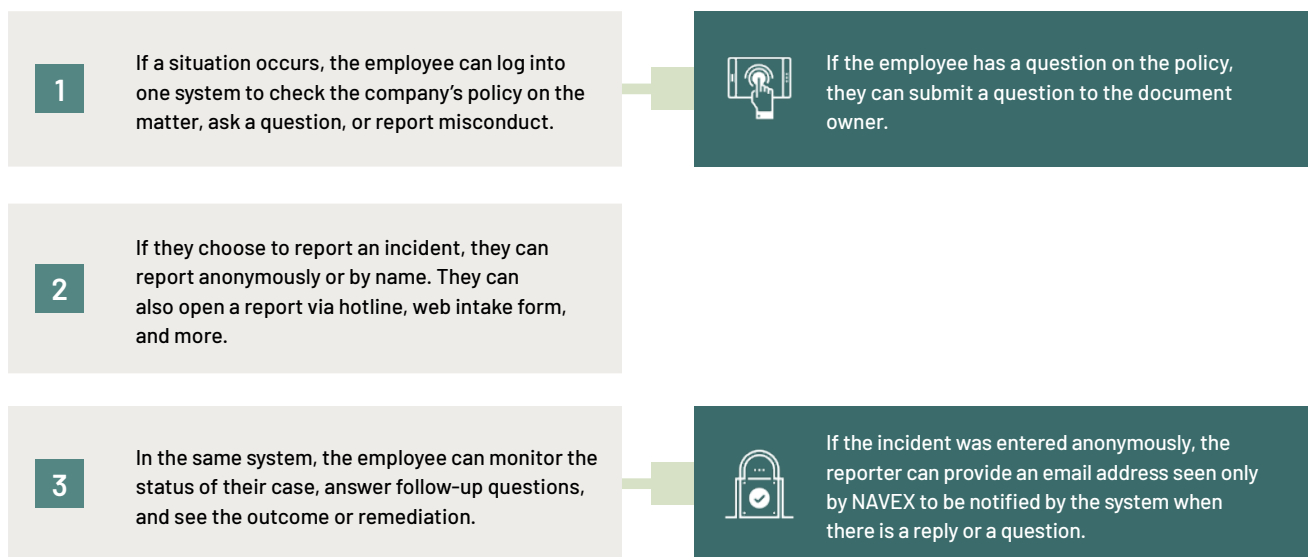 1
If a situation occurs, the employee can log into
one system to check the company's policy on the
matter, ask a question, or report misconduct.
If the employee has a question on the policy,
they can submit a question to the document
owner.
2
If they choose to report an incident, they can
report anonymously or by name. They can
also open a report via hotline, web intake form,
and more.
3
In the same system, the employee can monitor the
status of their case, answer follow-up questions,
and see the outcome or remediation.
If the incident was entered anonymously, the
reporter can provide an email address seen only
by NAVEX to be notified by the system when
there is a reply or a question.